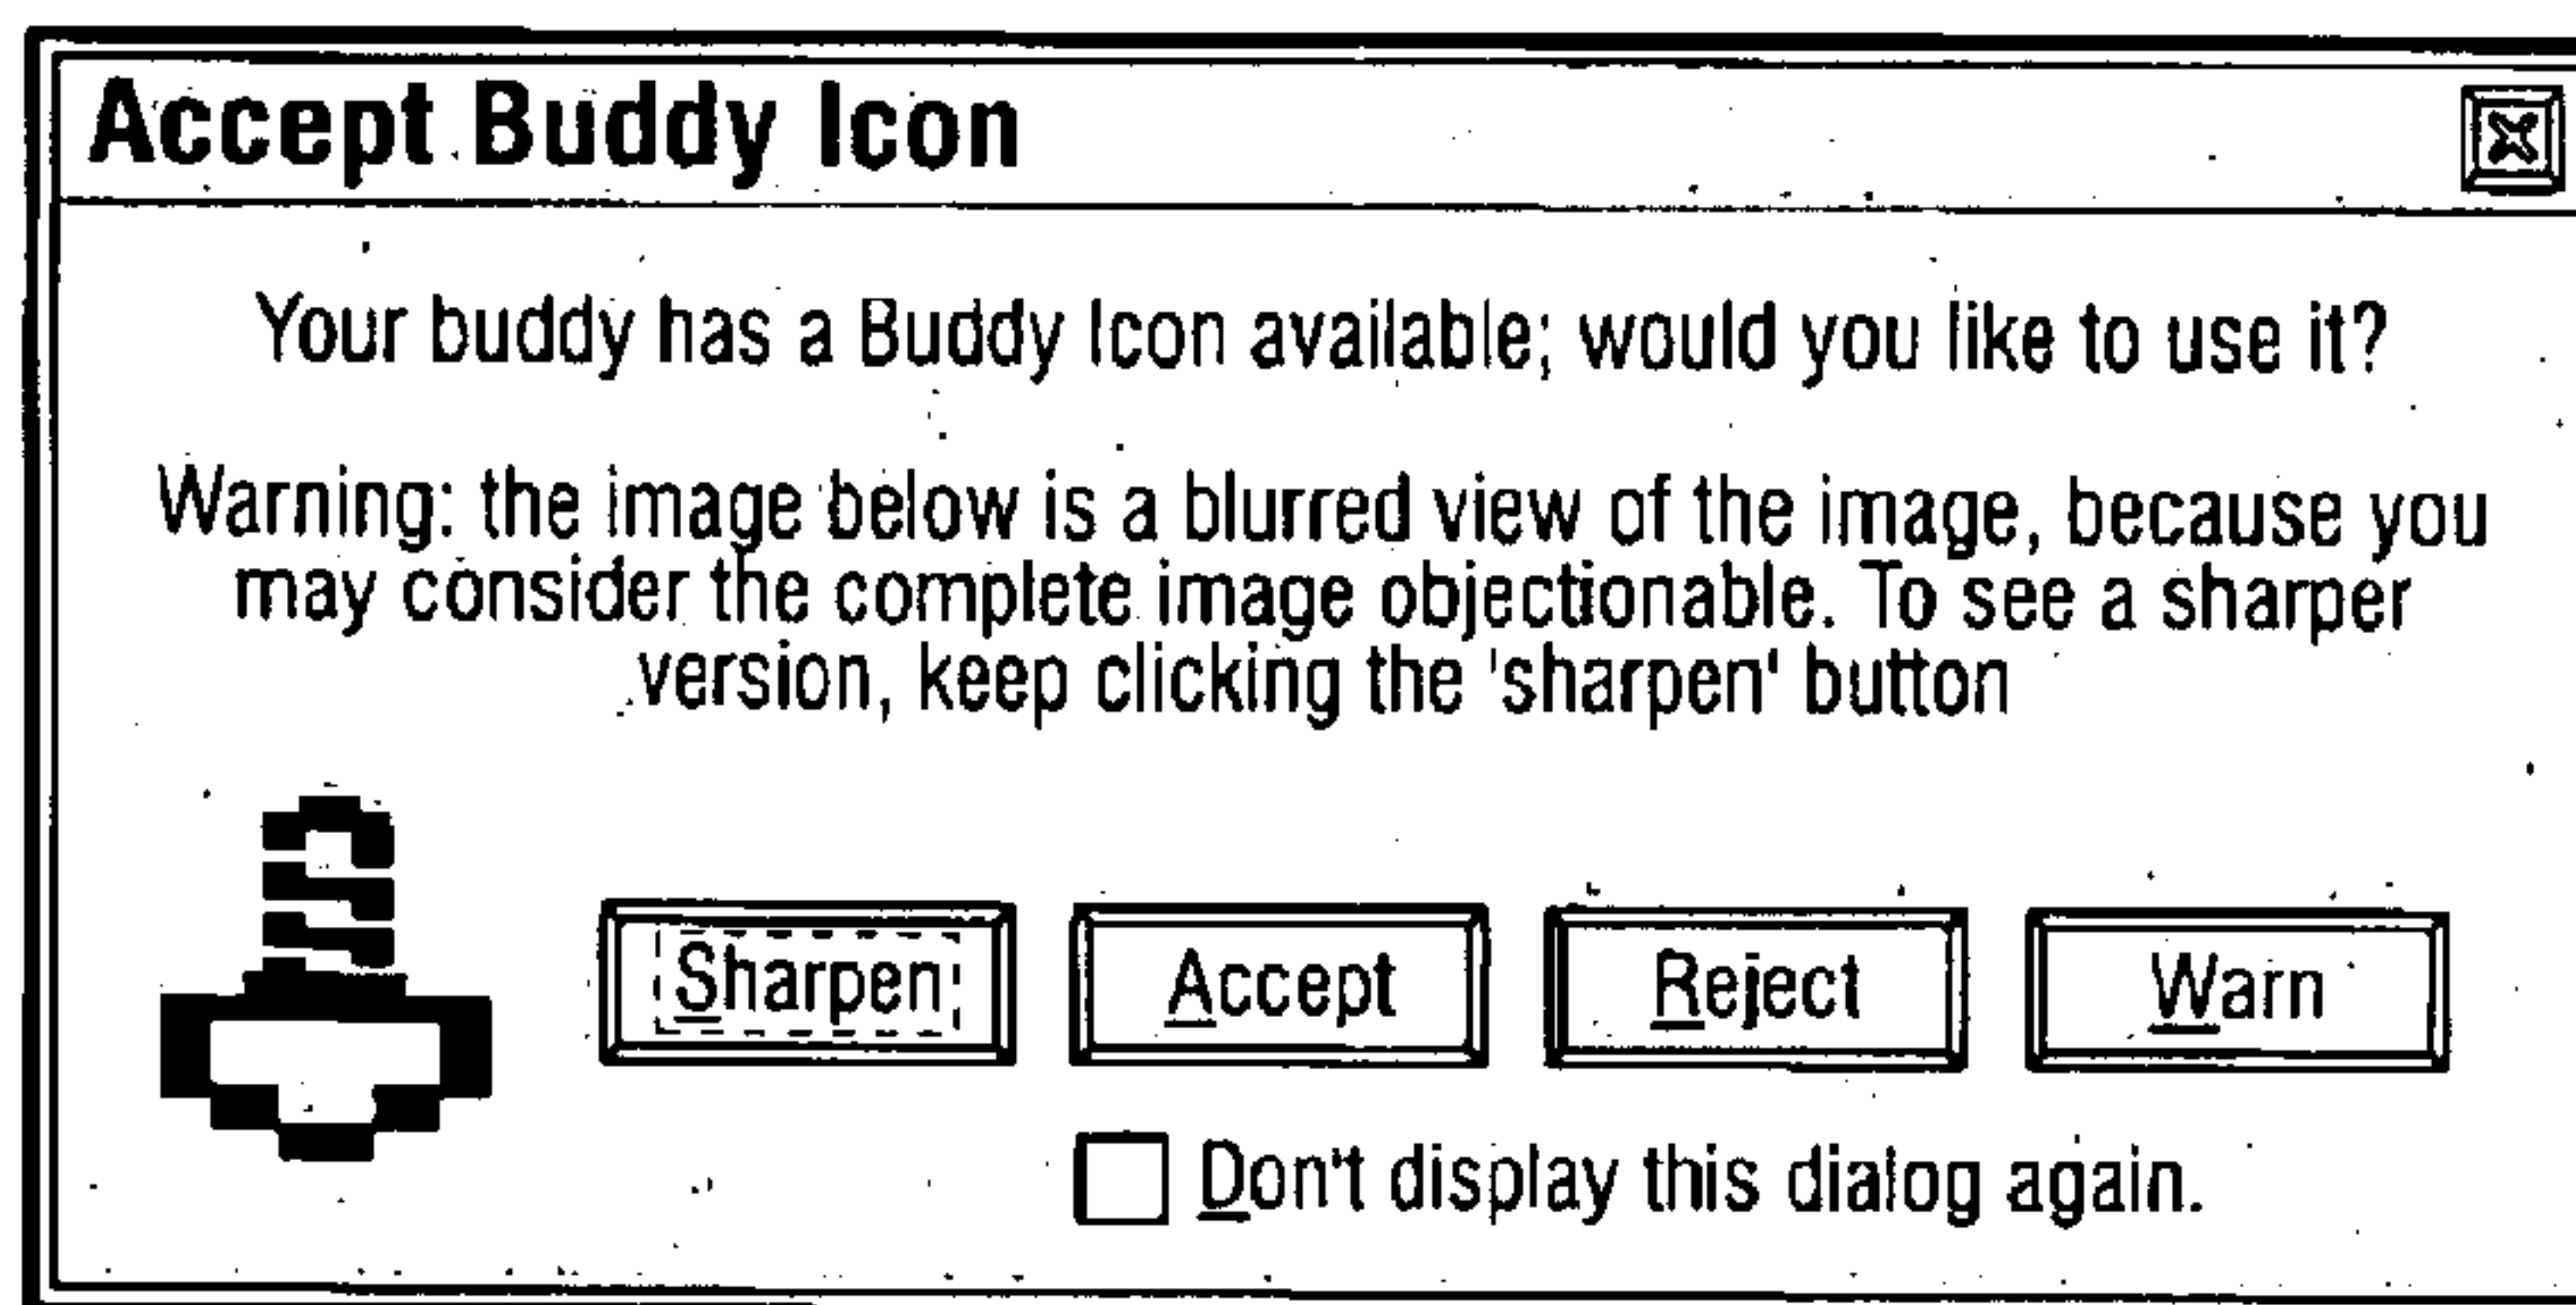 Accept Buddy Icon
Your buddy has a Buddy Icon available; would you like to use it?
Warning: the image below is a blurred view of the image, because you
may consider the complete image objectionable. To see a sharper
version, keep clicking the 'sharpen' button
Sharpen Accept Reject Warn
Don't display this dialog again.